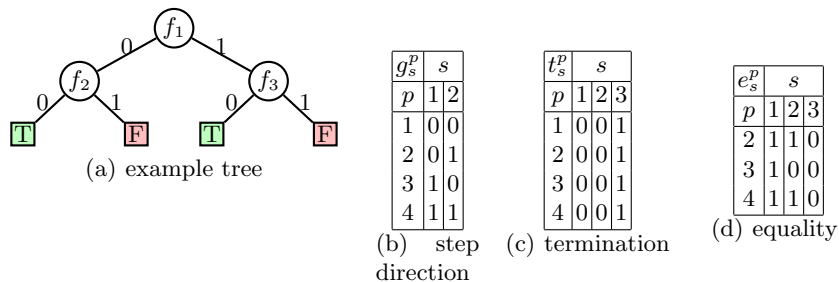 f₁
0 1
f₂ f₃
0 1 0 1
T F T F
(a) example tree
gₛᵖ s
p 1 2
1 0 0
2 0 1
3 1 0
4 1 1
(b) step
direction
tₛᵖ s
p 1 2 3
1 0 0 1
2 0 0 1
3 0 0 1
4 0 0 1
(c) termination
eₛᵖ s
p 1 2 3
2 1 1 0
3 1 0 0
4 1 1 0
(d) equality